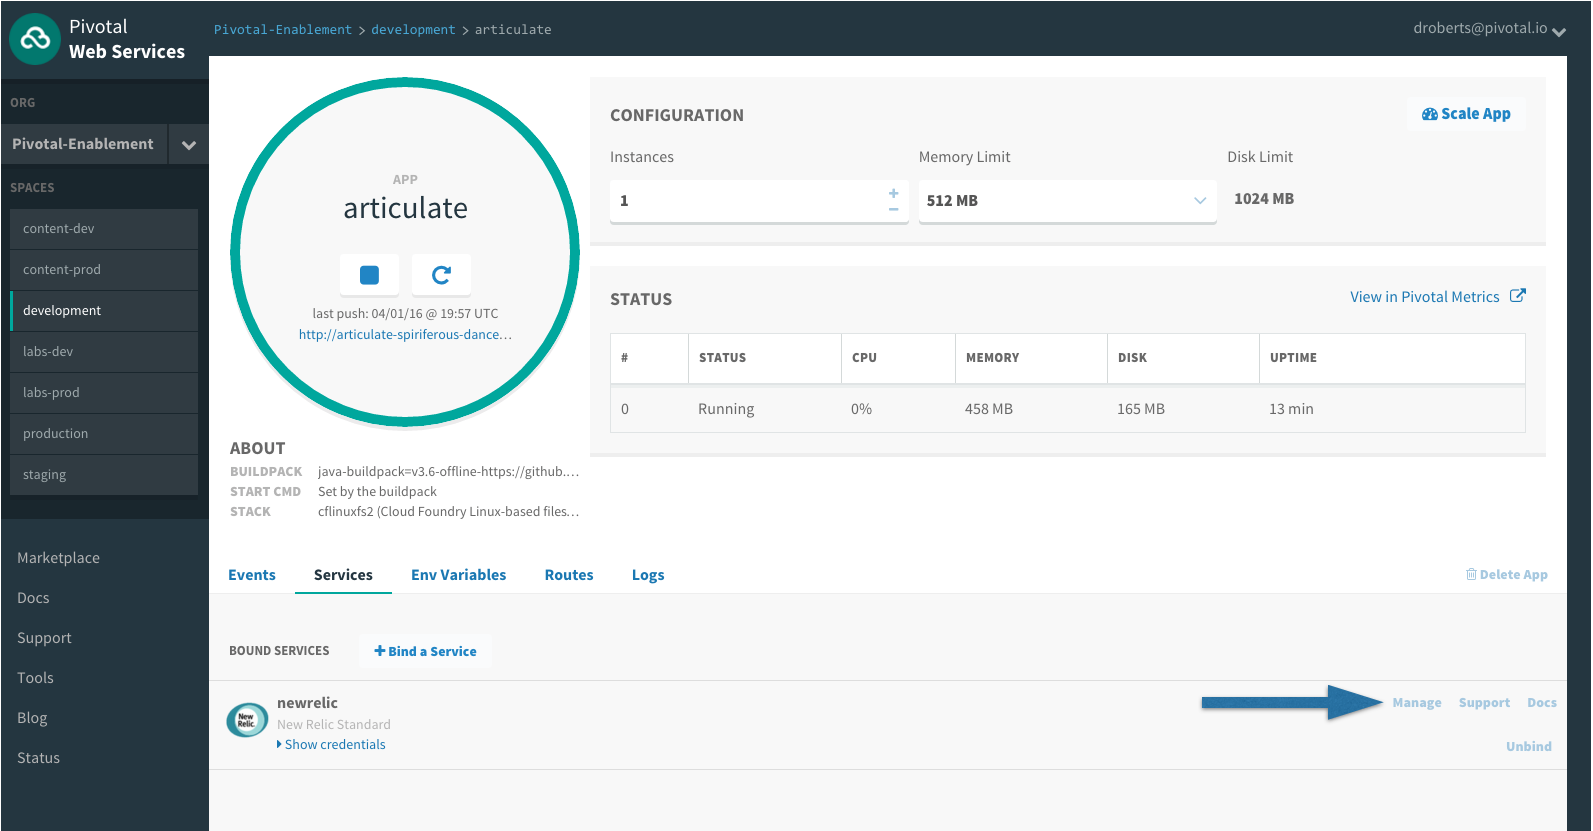 Pivotal
Web Services
Pivotal-Enablement > development > articulate
droberts@pivotal.io
ORG
Pivotal-Enablement
SPACES
content-dev
content-prod
development
labs-dev
labs-prod
production
staging
Marketplace
Docs
Support
Tools
Blog
Status
APP
articulate
last push: 04/01/16 @ 19:57 UTC
http://articulate-spiriferous-dance...
ABOUT
BUILDPACK java-buildpack=v3.6-offline-https://github....
START CMD Set by the buildpack
STACK cflinuxfs2 (Cloud Foundry Linux-based files...
CONFIGURATION
Scale App
Instances Memory Limit Disk Limit
1 + − 512 MB 1024 MB
STATUS
View in Pivotal Metrics
# STATUS CPU MEMORY DISK UPTIME
0 Running 0% 458 MB 165 MB 13 min
Events Services Env Variables Routes Logs Delete App
BOUND SERVICES + Bind a Service
New
Relic
newrelic
New Relic Standard
Show credentials
Manage Support Docs
Unbind